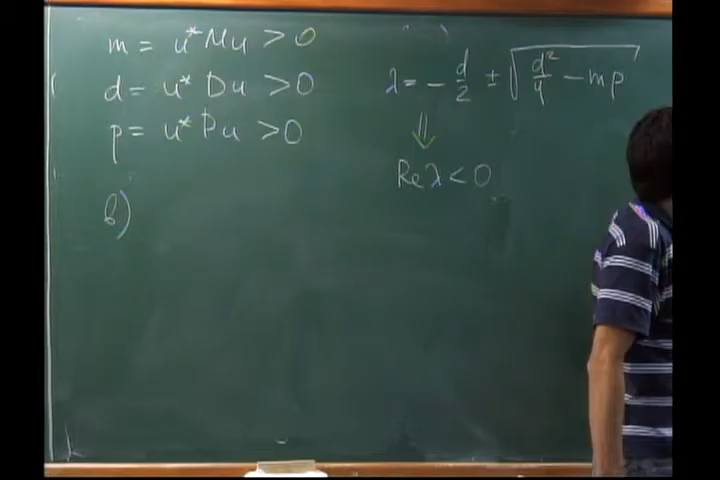 m = u*Mu > 0
d = u*Du > 0
p = u*Pu > 0
λ = - d/2 ± √(d²/4 - mp)
⇓
Re λ < 0
b)